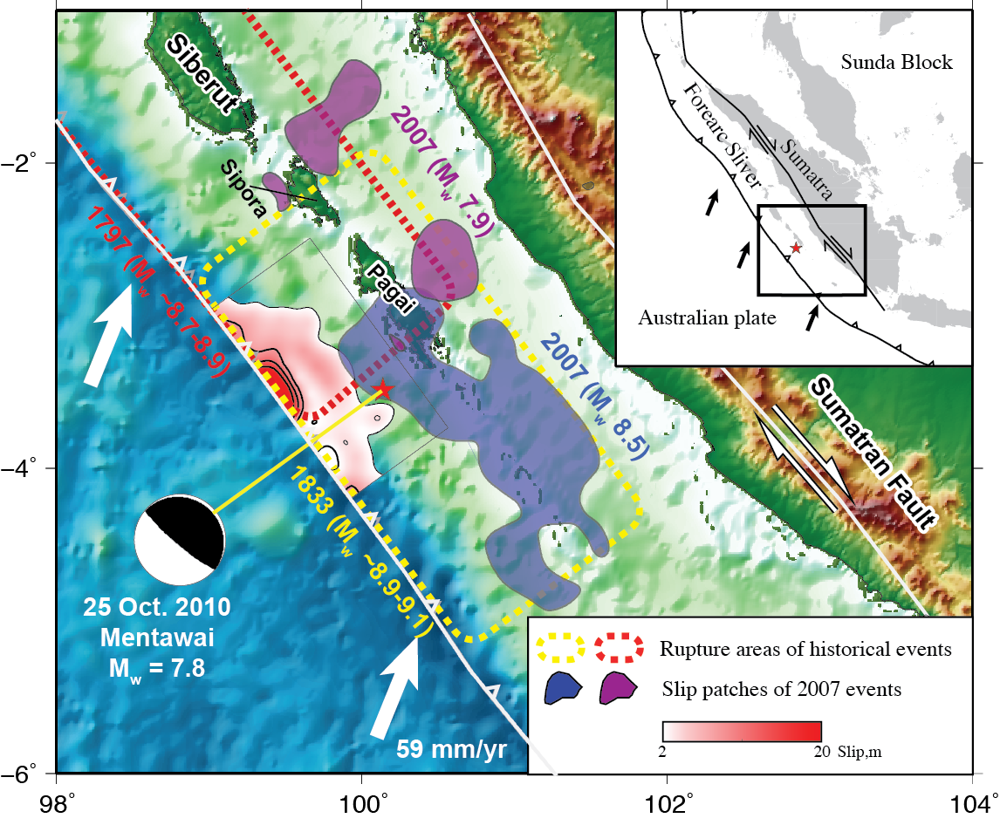 Siberut
Sipora
Pagai
2007 (Mw 7.9)
2007 (Mw 8.5)
1797 (Mw ~8.7-8.9)
1833 (Mw ~8.9-9.1)
Sumatran Fault
25 Oct. 2010
Mentawai
Mw = 7.8
59 mm/yr
Sunda Block
Forearc Sliver
Sumatra
Australian plate
Rupture areas of historical events
Slip patches of 2007 events
2
20 Slip,m
−2°
−4°
−6°
98°
100°
102°
104°